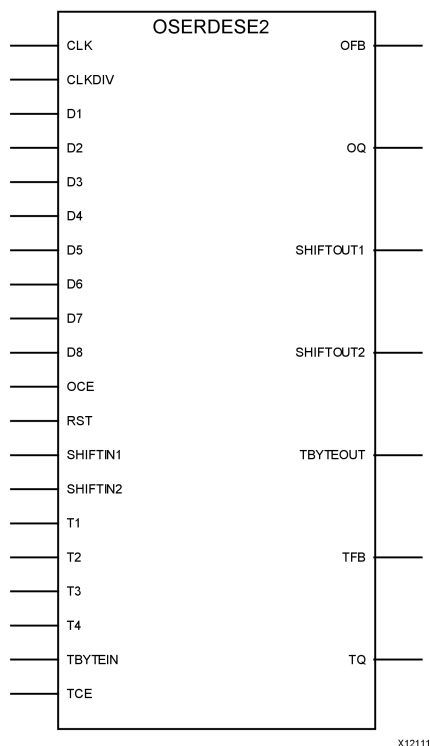 OSERDESE2
CLK
OFB
CLKDIV
D1
D2
OQ
D3
D4
D5
SHIFTOUT1
D6
D7
D8
SHIFTOUT2
OCE
RST
SHIFTIN1
TBYTEOUT
SHIFTIN2
T1
T2
TFB
T3
T4
TBYTEIN
TQ
TCE
X12111